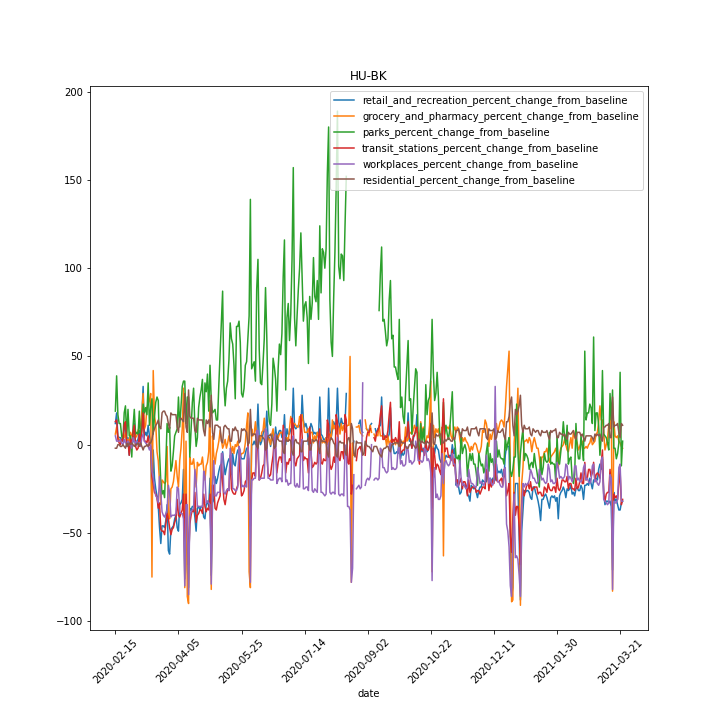 HU-BK
200
150
100
50
0
−50
−100
retail_and_recreation_percent_change_from_baseline
grocery_and_pharmacy_percent_change_from_baseline
parks_percent_change_from_baseline
transit_stations_percent_change_from_baseline
workplaces_percent_change_from_baseline
residential_percent_change_from_baseline
2020-02-15
2020-04-05
2020-05-25
2020-07-14
2020-09-02
2020-10-22
2020-12-11
2021-01-30
2021-03-21
date